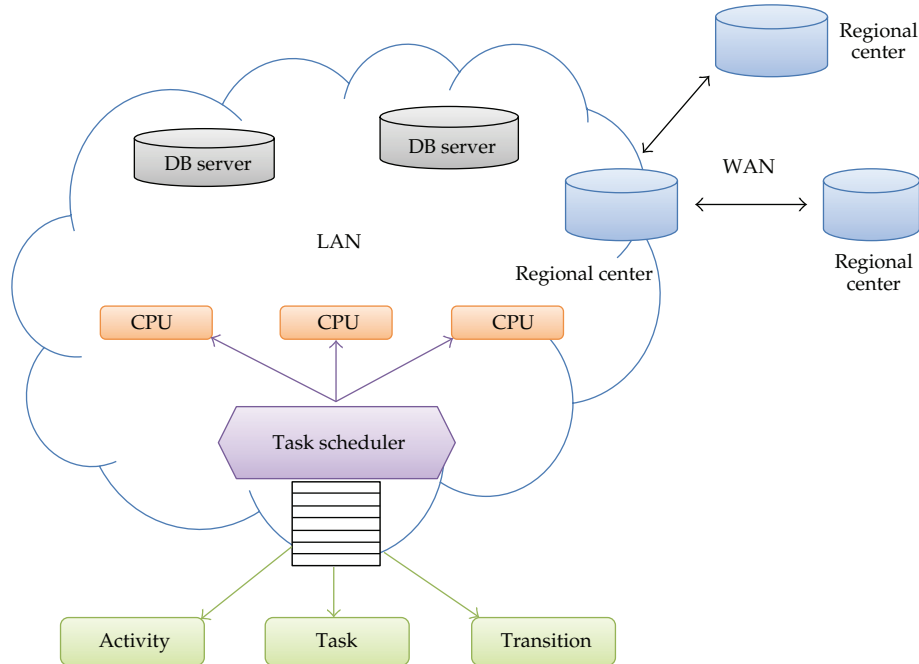 Regional
center
DB server
DB server
WAN
LAN
Regional center
Regional
center
CPU
CPU
CPU
Task scheduler
Activity
Task
Transition